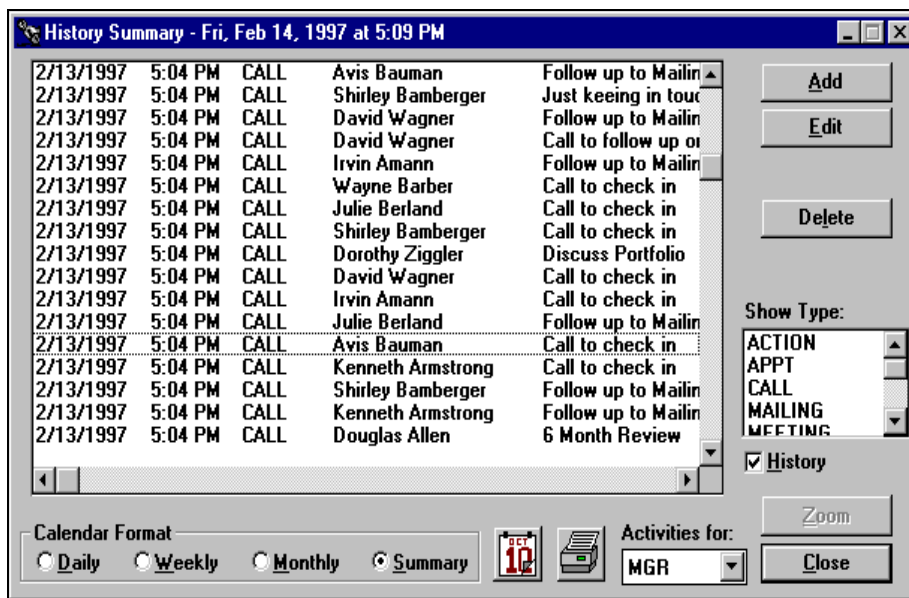 History Summary - Fri, Feb 14, 1997 at 5:09 PM
2/13/1997 5:04 PM CALL Avis Bauman Follow up to Mailin
2/13/1997 5:04 PM CALL Shirley Bamberger Just keeing in touc
2/13/1997 5:04 PM CALL David Wagner Follow up to Mailin
2/13/1997 5:04 PM CALL David Wagner Call to follow up on
2/13/1997 5:04 PM CALL Irvin Amann Follow up to Mailin
2/13/1997 5:04 PM CALL Wayne Barber Call to check in
2/13/1997 5:04 PM CALL Julie Berland Call to check in
2/13/1997 5:04 PM CALL Shirley Bamberger Call to check in
2/13/1997 5:04 PM CALL Dorothy Ziggler Discuss Portfolio
2/13/1997 5:04 PM CALL David Wagner Call to check in
2/13/1997 5:04 PM CALL Irvin Amann Call to check in
2/13/1997 5:04 PM CALL Julie Berland Follow up to Mailin
2/13/1997 5:04 PM CALL Avis Bauman Call to check in
2/13/1997 5:04 PM CALL Kenneth Armstrong Call to check in
2/13/1997 5:04 PM CALL Shirley Bamberger Follow up to Mailin
2/13/1997 5:04 PM CALL Kenneth Armstrong Follow up to Mailin
2/13/1997 5:04 PM CALL Douglas Allen 6 Month Review
Add
Edit
Delete
Show Type:
ACTION
APPT
CALL
MAILING
MEETING
History
Zoom
Close
Calendar Format
Daily Weekly Monthly Summary
OCT
10
Activities for:
MGR